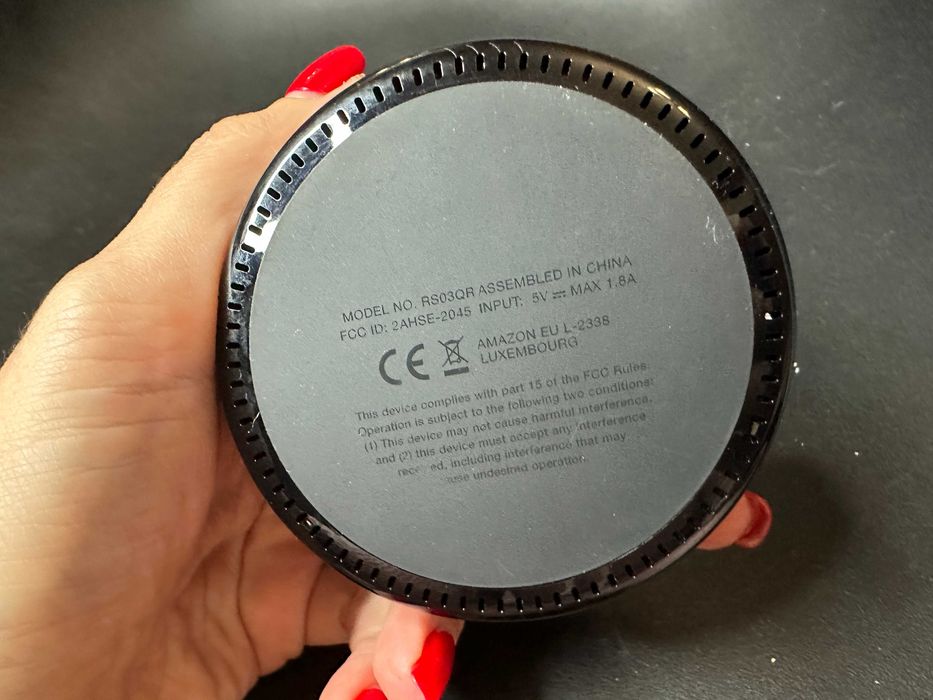 MODEL NO. RS03QR ASSEMBLED IN CHINA
FCC ID: 2AHSE-2045 INPUT: 5V ⎓ MAX 1.8A
CE AMAZON EU L-2338
LUXEMBOURG
This device complies with part 15 of the FCC Rules.
Operation is subject to the following two conditions:
(1) This device may not cause harmful interference,
and (2) this device must accept any interference
rece ed, including interference that may
use undesired operation.